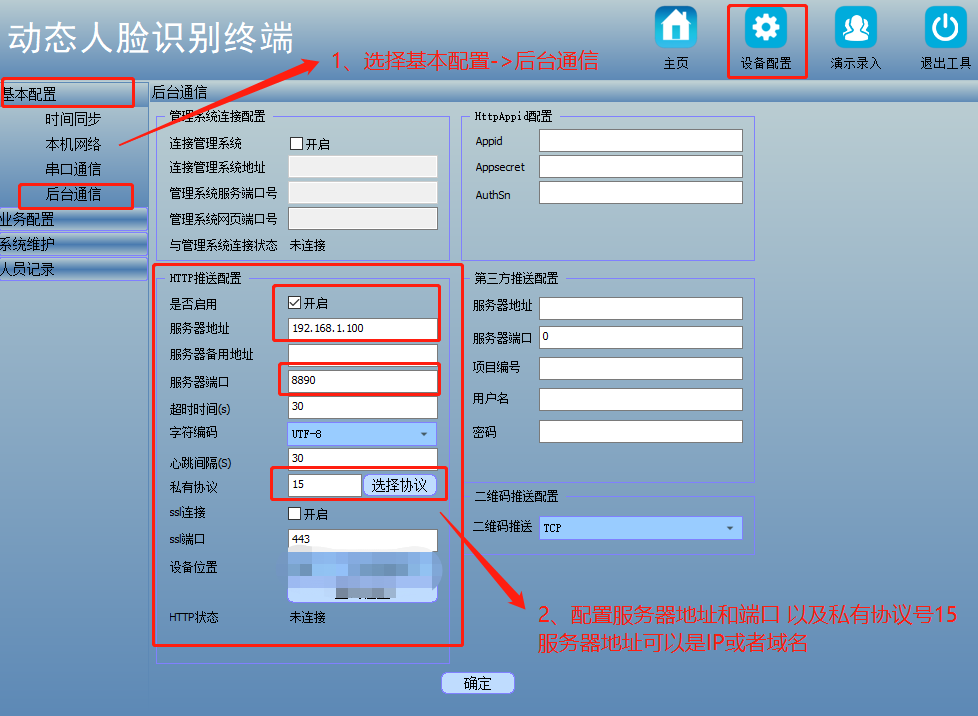 动态人脸识别终端
主页
设备配置
演示录入
退出工具
1、选择基本配置->后台通信
基本配置
时间同步
本机网络
串口通信
后台通信
业务配置
系统维护
人员记录
后台通信
管理系统连接配置
连接管理系统
开启
连接管理系统地址
管理系统服务端口号
管理系统网页端口号
与管理系统连接状态 未连接
HttpAppid配置
Appid
Appsecret
AuthSn
HTTP推送配置
是否启用
开启
服务器地址
192.168.1.100
服务器备用地址
服务器端口
8890
超时时间(s)
30
字符编码
UTF-8
心跳间隔(S)
30
私有协议
15
选择协议
ssl连接
开启
ssl端口
443
设备位置
HTTP状态
未连接
第三方推送配置
服务器地址
服务器端口
0
项目编号
用户名
密码
二维码推送配置
二维码推送
TCP
2、配置服务器地址和端口 以及私有协议号15
服务器地址可以是IP或者域名
确定